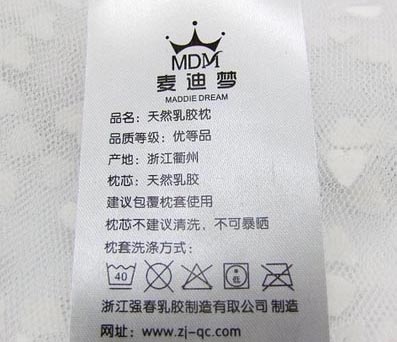 MDM
麦迪梦
MADDIE DREAM
品名：天然乳胶枕
品质等级：优等品
产地：浙江衢州
枕芯：天然乳胶
建议包覆枕套使用
枕芯不建议清洗、不可暴晒
枕套洗涤方式：
40
浙江强春乳胶制造有限公司 制造
网址：www.zj-qc.com